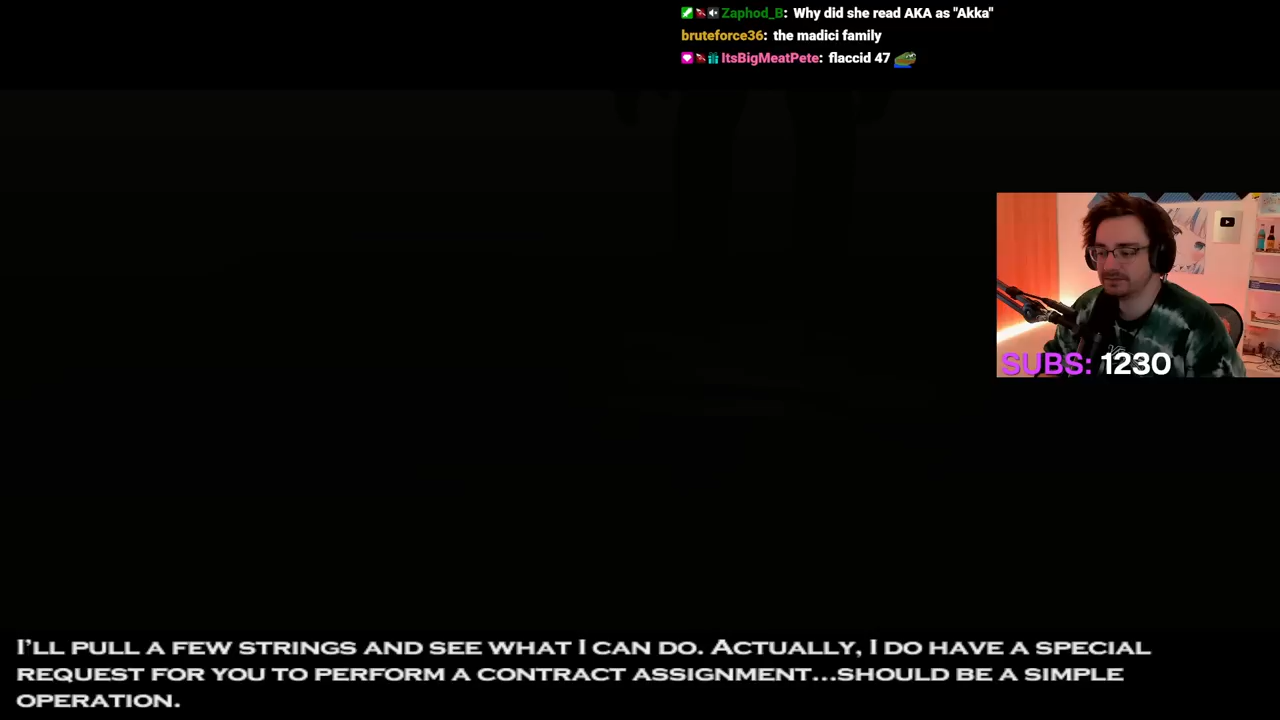 Zaphod_B: Why did she read AKA as "Akka"
bruteforce36: the madici family
ItsBigMeatPete: flaccid 47
SUBS: 1230
I'LL PULL A FEW STRINGS AND SEE WHAT I CAN DO. ACTUALLY, I DO HAVE A SPECIAL
REQUEST FOR YOU TO PERFORM A CONTRACT ASSIGNMENT...SHOULD BE A SIMPLE
OPERATION.